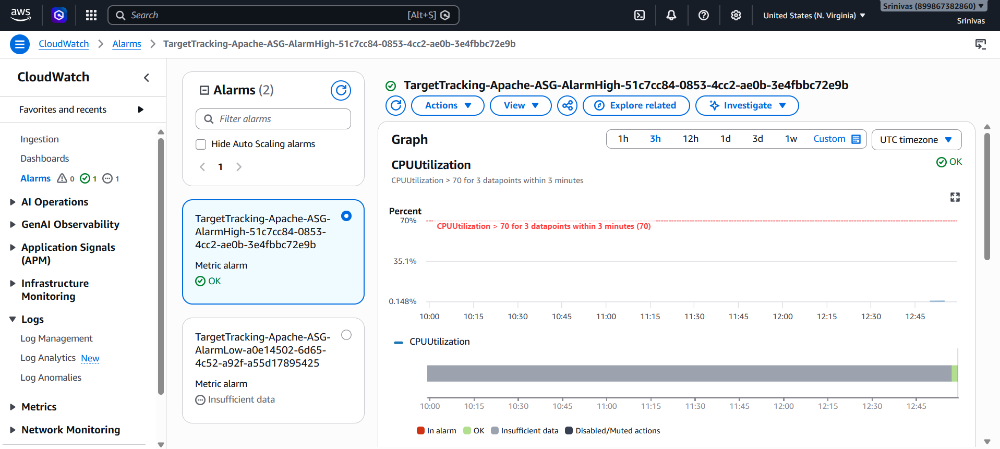 aws
Search [Alt+S]
United States (N. Virginia)
Srinivas (899867382860)
Srinivas
CloudWatch
Alarms
TargetTracking-Apache-ASG-AlarmHigh-51c7cc84-0853-4cc2-ae0b-3e4fbbc72e9b
CloudWatch
Favorites and recents
Ingestion
Dashboards
Alarms 0 1 1
AI Operations
GenAI Observability
Application Signals
(APM)
Infrastructure
Monitoring
Logs
Log Management
Log Analytics New
Log Anomalies
Metrics
Network Monitoring
Alarms (2)
Filter alarms
Hide Auto Scaling alarms
1
TargetTracking-Apache-ASG-
AlarmHigh-51c7cc84-0853-
4cc2-ae0b-3e4fbbc72e9b
Metric alarm
OK
TargetTracking-Apache-ASG-
AlarmLow-a0e14502-6d65-
4c52-a92f-a55d17895425
Metric alarm
Insufficient data
TargetTracking-Apache-ASG-AlarmHigh-51c7cc84-0853-4cc2-ae0b-3e4fbbc72e9b
Actions View Explore related Investigate
Graph
1h 3h 12h 1d 3d 1w Custom
UTC timezone
CPUUtilization
OK
CPUUtilization > 70 for 3 datapoints within 3 minutes
Percent
70%
CPUUtilization > 70 for 3 datapoints within 3 minutes (70)
35.1%
0.148%
10:00 10:15 10:30 10:45 11:00 11:15 11:30 11:45 12:00 12:15 12:30 12:45
CPUUtilization
10:00 10:15 10:30 10:45 11:00 11:15 11:30 11:45 12:00 12:15 12:30 12:45
In alarm OK Insufficient data Disabled/Muted actions